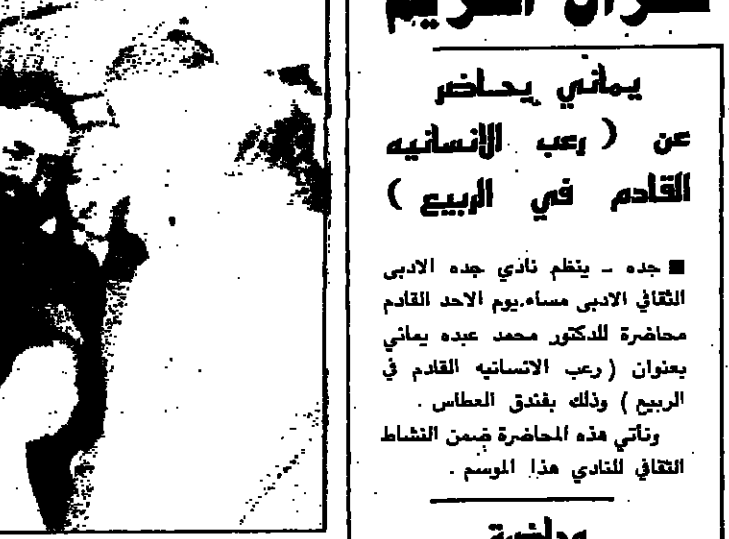 يماني يحاضر
عن ( رعب الانسانيه
القادم في الربيع )
■ جده ـ ينظم نادي جده الادبى
الثقافي الادبى مساء يوم الاحد القادم
محاضرة للدكتور محمد عبده يماني
بعنوان ( رعب الانسانيه القادم في
الربيع ) وذلك بفندق العطاس .
وتأتي هذه المحاضرة ضمن النشاط
الثقافي للنادي هذا الموسم .